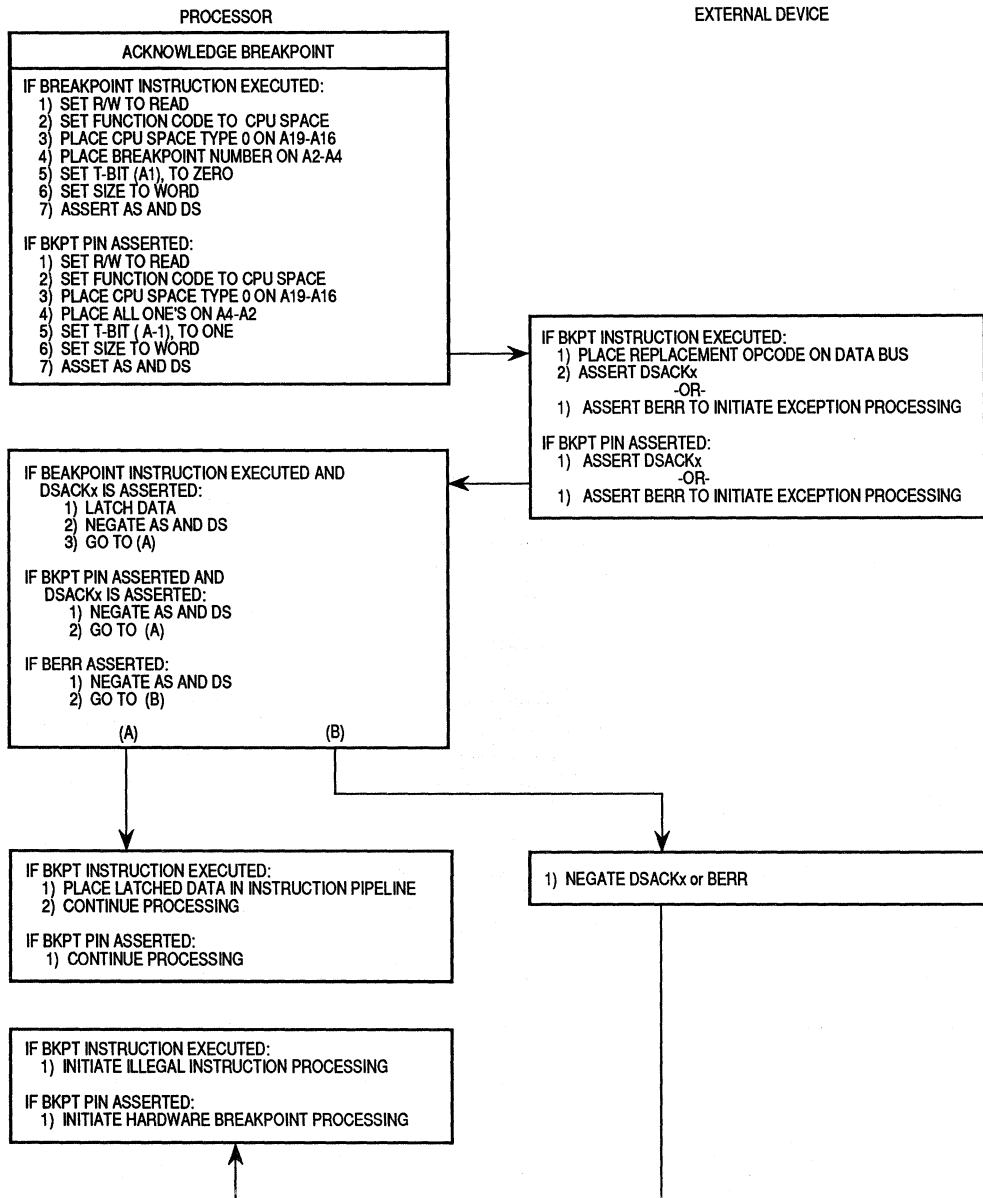 PROCESSOR
EXTERNAL DEVICE
ACKNOWLEDGE BREAKPOINT
IF BREAKPOINT INSTRUCTION EXECUTED:
1) SET R/W TO READ
2) SET FUNCTION CODE TO CPU SPACE
3) PLACE CPU SPACE TYPE 0 ON A19-A16
4) PLACE BREAKPOINT NUMBER ON A2-A4
5) SET T-BIT (A1), TO ZERO
6) SET SIZE TO WORD
7) ASSERT AS AND DS
IF BKPT PIN ASSERTED:
1) SET R/W TO READ
2) SET FUNCTION CODE TO CPU SPACE
3) PLACE CPU SPACE TYPE 0 ON A19-A16
4) PLACE ALL ONE'S ON A4-A2
5) SET T-BIT ( A-1), TO ONE
6) SET SIZE TO WORD
7) ASSET AS AND DS
IF BKPT INSTRUCTION EXECUTED:
1) PLACE REPLACEMENT OPCODE ON DATA BUS
2) ASSERT DSACKx
-OR-
1) ASSERT BERR TO INITIATE EXCEPTION PROCESSING
IF BKPT PIN ASSERTED:
1) ASSERT DSACKx
-OR-
1) ASSERT BERR TO INITIATE EXCEPTION PROCESSING
IF BEAKPOINT INSTRUCTION EXECUTED AND
DSACKx IS ASSERTED:
1) LATCH DATA
2) NEGATE AS AND DS
3) GO TO (A)
IF BKPT PIN ASSERTED AND
DSACKx IS ASSERTED:
1) NEGATE AS AND DS
2) GO TO (A)
IF BERR ASSERTED:
1) NEGATE AS AND DS
2) GO TO (B)
(A) (B)
IF BKPT INSTRUCTION EXECUTED:
1) PLACE LATCHED DATA IN INSTRUCTION PIPELINE
2) CONTINUE PROCESSING
IF BKPT PIN ASSERTED:
1) CONTINUE PROCESSING
1) NEGATE DSACKx or BERR
IF BKPT INSTRUCTION EXECUTED:
1) INITIATE ILLEGAL INSTRUCTION PROCESSING
IF BKPT PIN ASSERTED:
1) INITIATE HARDWARE BREAKPOINT PROCESSING